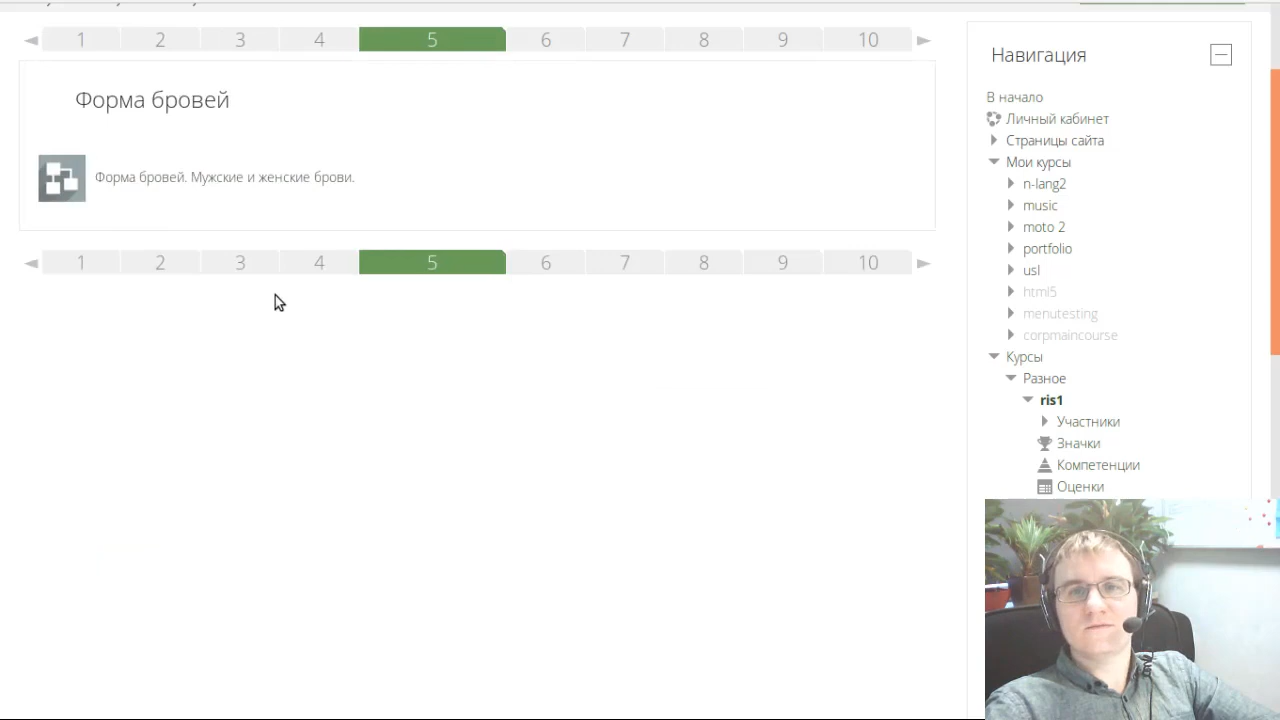 1 2 3 4 5 6 7 8 9 10
Форма бровей
Форма бровей. Мужские и женские брови.
1 2 3 4 5 6 7 8 9 10
Навигация
В начало
Личный кабинет
Страницы сайта
Мои курсы
n-lang2
music
moto 2
portfolio
usl
html5
menutesting
corpmaincourse
Курсы
Разное
ris1
Участники
Значки
Компетенции
Оценки